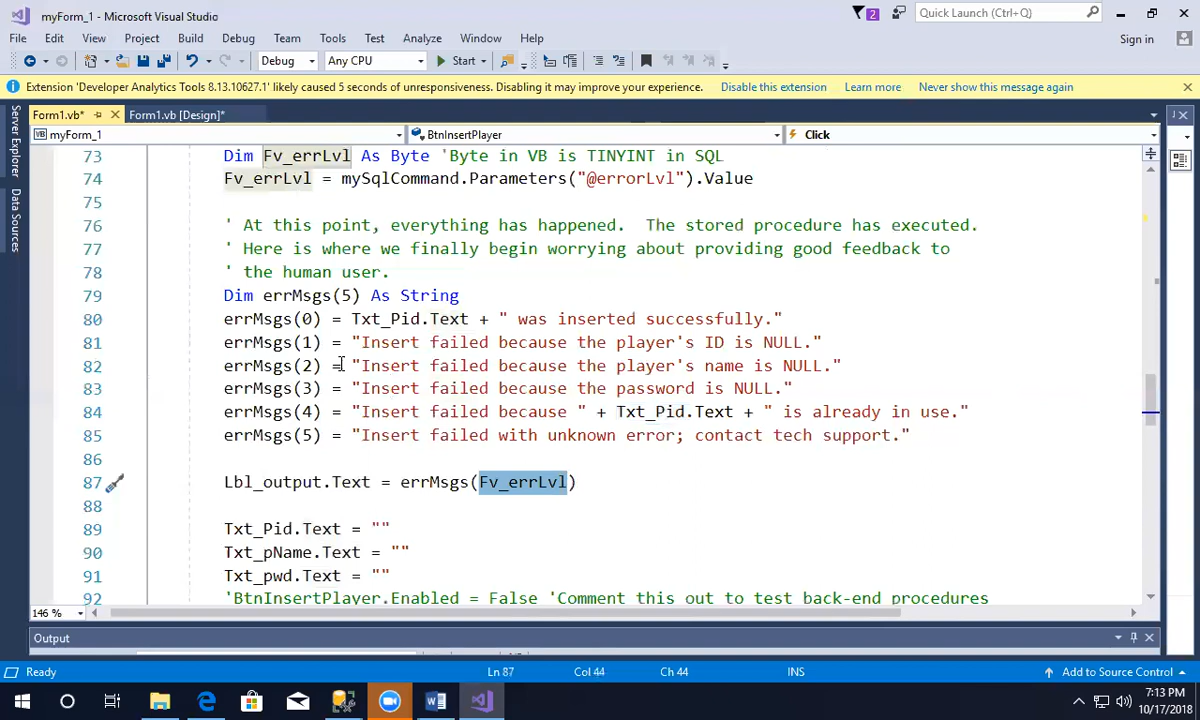 myForm_1 - Microsoft Visual Studio
2
Quick Launch (Ctrl+Q)
File Edit View Project Build Debug Team Tools Test Analyze Window Help
Sign in
Debug Any CPU Start
Extension 'Developer Analytics Tools 8.13.10627.1' likely caused 5 seconds of unresponsiveness. Disabling it may improve your experience. Disable this extension Learn more Never show this message again
Form1.vb* Form1.vb [Design]*
Server Explorer
Data Sources
VB myForm_1 BtnInsertPlayer Click
73 Dim Fv_errLvl As Byte 'Byte in VB is TINYINT in SQL
74 Fv_errLvl = mySqlCommand.Parameters("@errorLvl").Value
75
76 ' At this point, everything has happened.  The stored procedure has executed.
77 ' Here is where we finally begin worrying about providing good feedback to
78 ' the human user.
79 Dim errMsgs(5) As String
80 errMsgs(0) = Txt_Pid.Text + " was inserted successfully."
81 errMsgs(1) = "Insert failed because the player's ID is NULL."
82 errMsgs(2) = "Insert failed because the player's name is NULL."
83 errMsgs(3) = "Insert failed because the password is NULL."
84 errMsgs(4) = "Insert failed because " + Txt_Pid.Text + " is already in use."
85 errMsgs(5) = "Insert failed with unknown error; contact tech support."
86
87 Lbl_output.Text = errMsgs(Fv_errLvl)
88
89 Txt_Pid.Text = ""
90 Txt_pName.Text = ""
91 Txt_pwd.Text = ""
92 'BtnInsertPlayer.Enabled = False 'Comment this out to test back-end procedures
146 %
Output
Ready Ln 87 Col 44 Ch 44 INS Add to Source Control
7:13 PM
10/17/2018